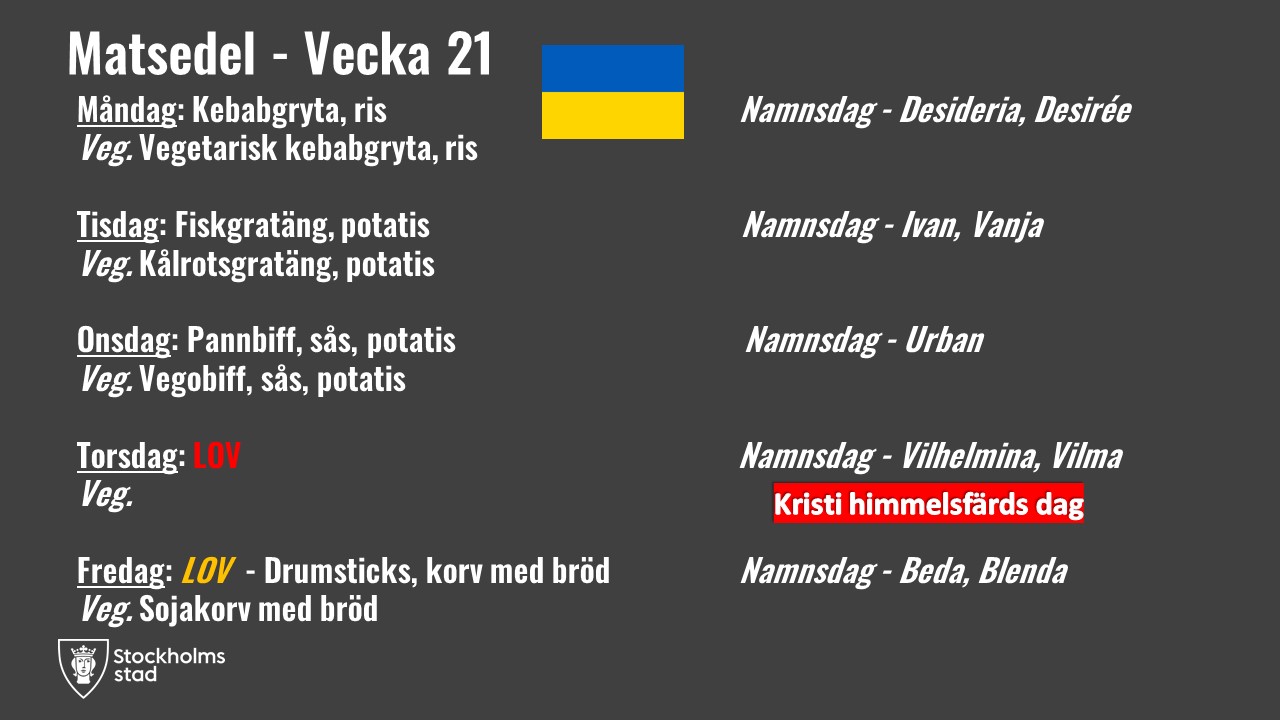 Matsedel - Vecka 21
Måndag: Kebabgryta, ris
Veg. Vegetarisk kebabgryta, ris
Namnsdag - Desideria, Desirée
Tisdag: Fiskgratäng, potatis
Veg. Kålrotsgratäng, potatis
Namnsdag - Ivan, Vanja
Onsdag: Pannbiff, sås, potatis
Veg. Vegobiff, sås, potatis
Namnsdag - Urban
Torsdag: LOV
Veg.
Namnsdag - Vilhelmina, Vilma
Kristi himmelsfärds dag
Fredag: LOV - Drumsticks, korv med bröd
Veg. Sojakorv med bröd
Namnsdag - Beda, Blenda
Stockholms
stad